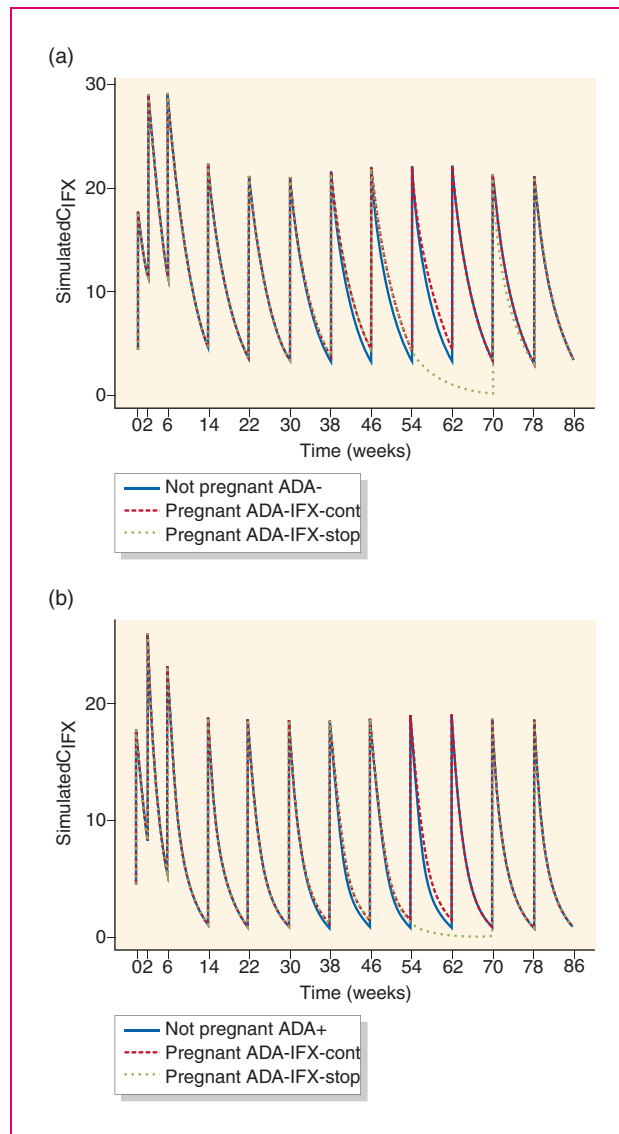 (a)
30
20
10
0
SimulatedCIFX
02 6 14 22 30 38 46 54 62 70 78 86
Time (weeks)
Not pregnant ADA-
Pregnant ADA-IFX-cont
Pregnant ADA-IFX-stop
(b)
20
10
0
SimulatedCIFX
02 6 14 22 30 38 46 54 62 70 78 86
Time (weeks)
Not pregnant ADA+
Pregnant ADA-IFX-cont
Pregnant ADA-IFX-stop